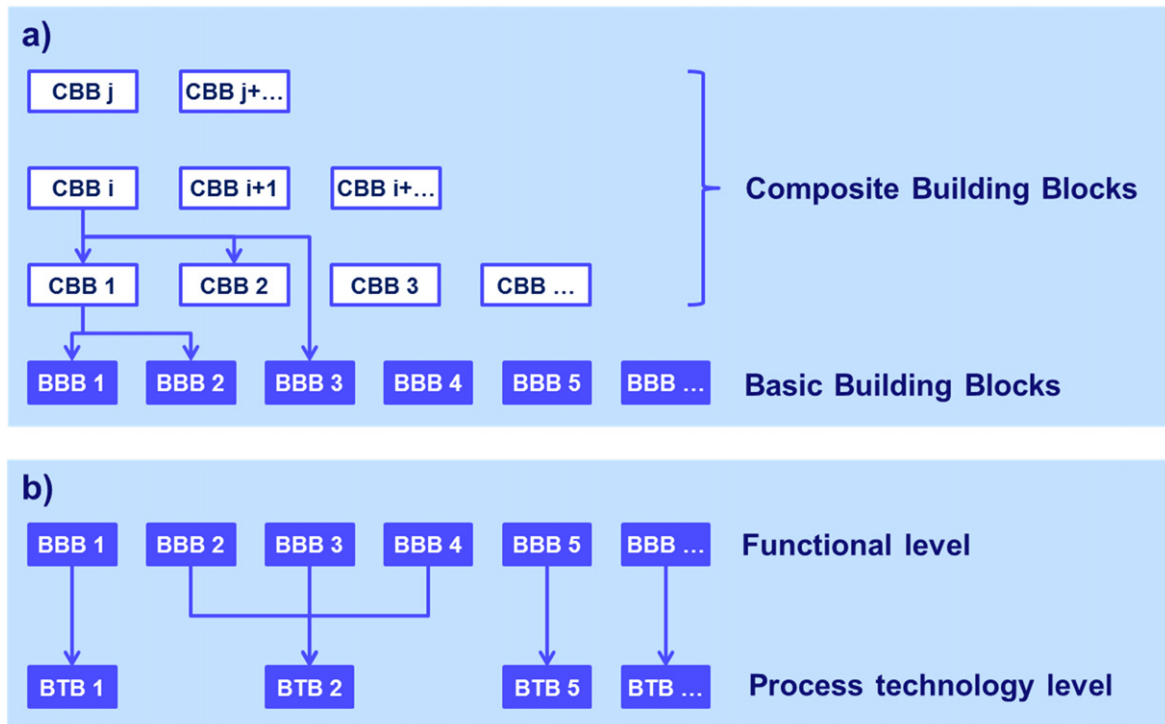 a)
CBB j CBB j+...
CBB i CBB i+1 CBB i+...
Composite Building Blocks
CBB 1 CBB 2 CBB 3 CBB ...
BBB 1 BBB 2 BBB 3 BBB 4 BBB 5 BBB ...
Basic Building Blocks
b)
BBB 1 BBB 2 BBB 3 BBB 4 BBB 5 BBB ...
Functional level
BTB 1 BTB 2 BTB 5 BTB ...
Process technology level